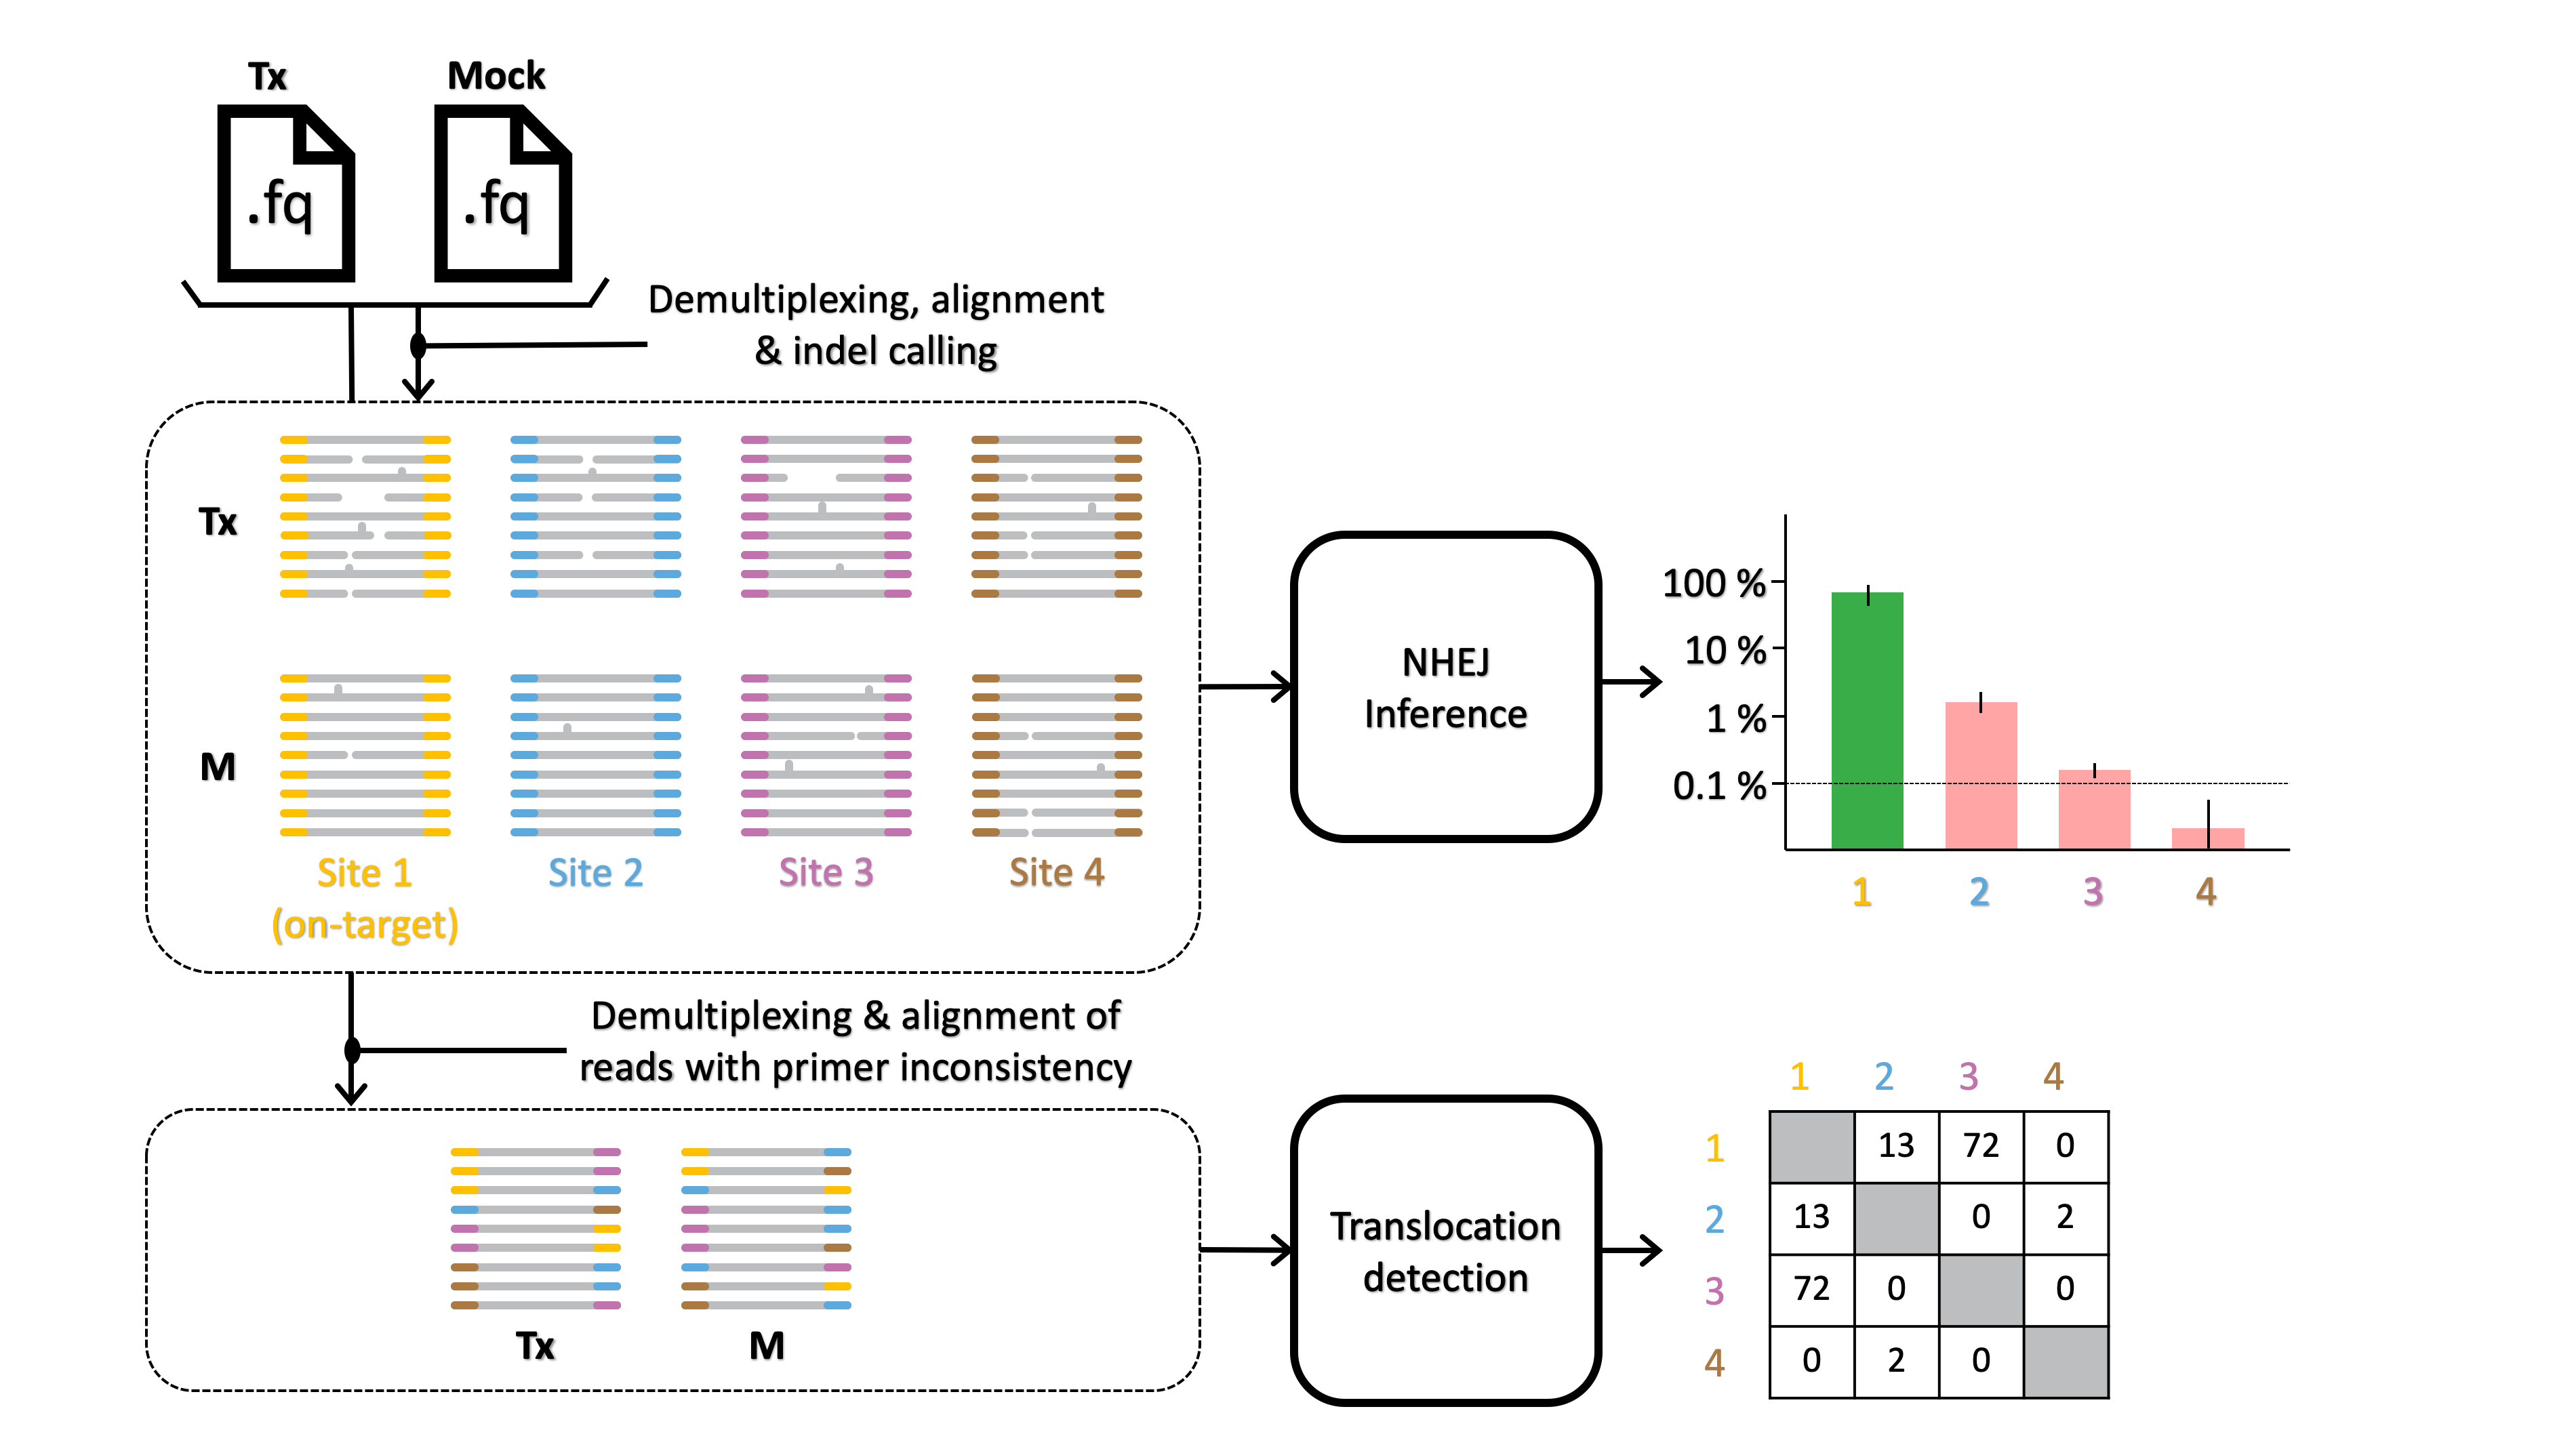 Tx
Mock
.fq
.fq
Demultiplexing, alignment
& indel calling
Tx
M
Site 1
(on-target)
Site 2
Site 3
Site 4
NHEJ
Inference
100 %
10 %
1 %
0.1 %
1 2 3 4
Demultiplexing & alignment of
reads with primer inconsistency
Tx
M
Translocation
detection
1 2 3 4
1 13 72 0
2 13 0 2
3 72 0 0
4 0 2 0